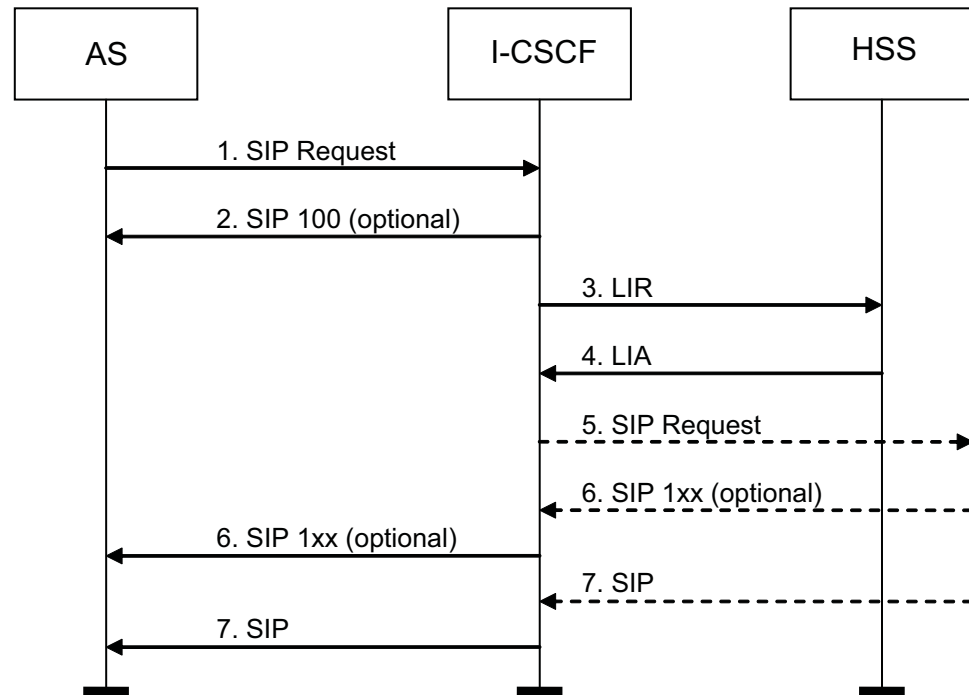 AS
I-CSCF
HSS
1. SIP Request
2. SIP 100 (optional)
3. LIR
4. LIA
5. SIP Request
6. SIP 1xx (optional)
6. SIP 1xx (optional)
7. SIP
7. SIP